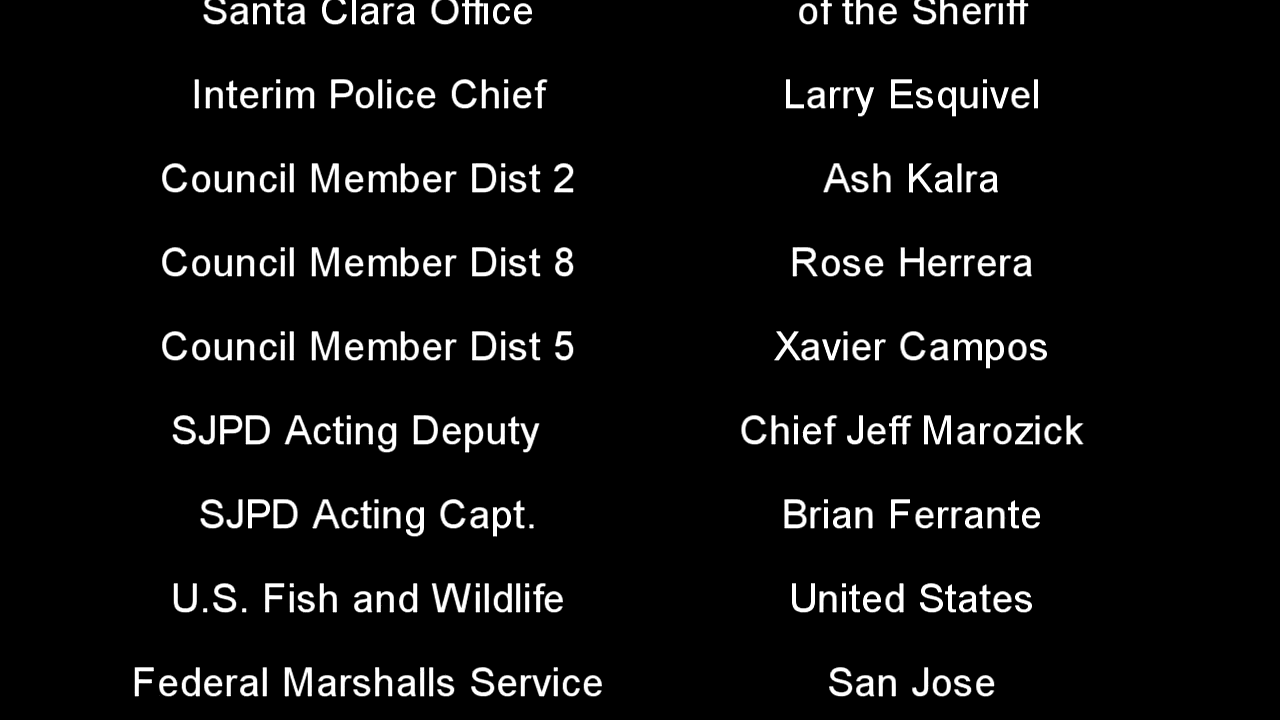 Santa Clara Office of the Sheriff
Interim Police Chief Larry Esquivel
Council Member Dist 2 Ash Kalra
Council Member Dist 8 Rose Herrera
Council Member Dist 5 Xavier Campos
SJPD Acting Deputy Chief Jeff Marozick
SJPD Acting Capt. Brian Ferrante
U.S. Fish and Wildlife United States
Federal Marshalls Service San Jose